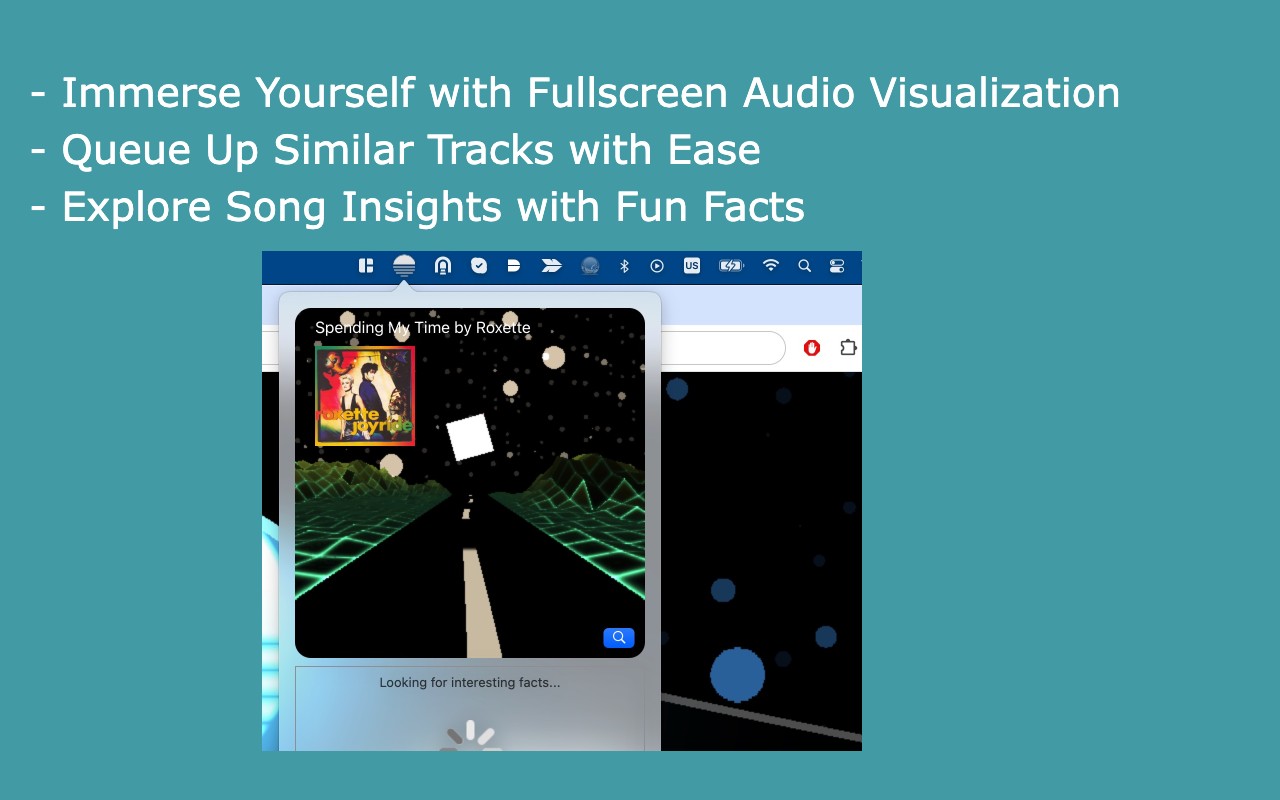 - Immerse Yourself with Fullscreen Audio Visualization
- Queue Up Similar Tracks with Ease
- Explore Song Insights with Fun Facts
US
Spending My Time by Roxette
roxette
joyride
Looking for interesting facts...